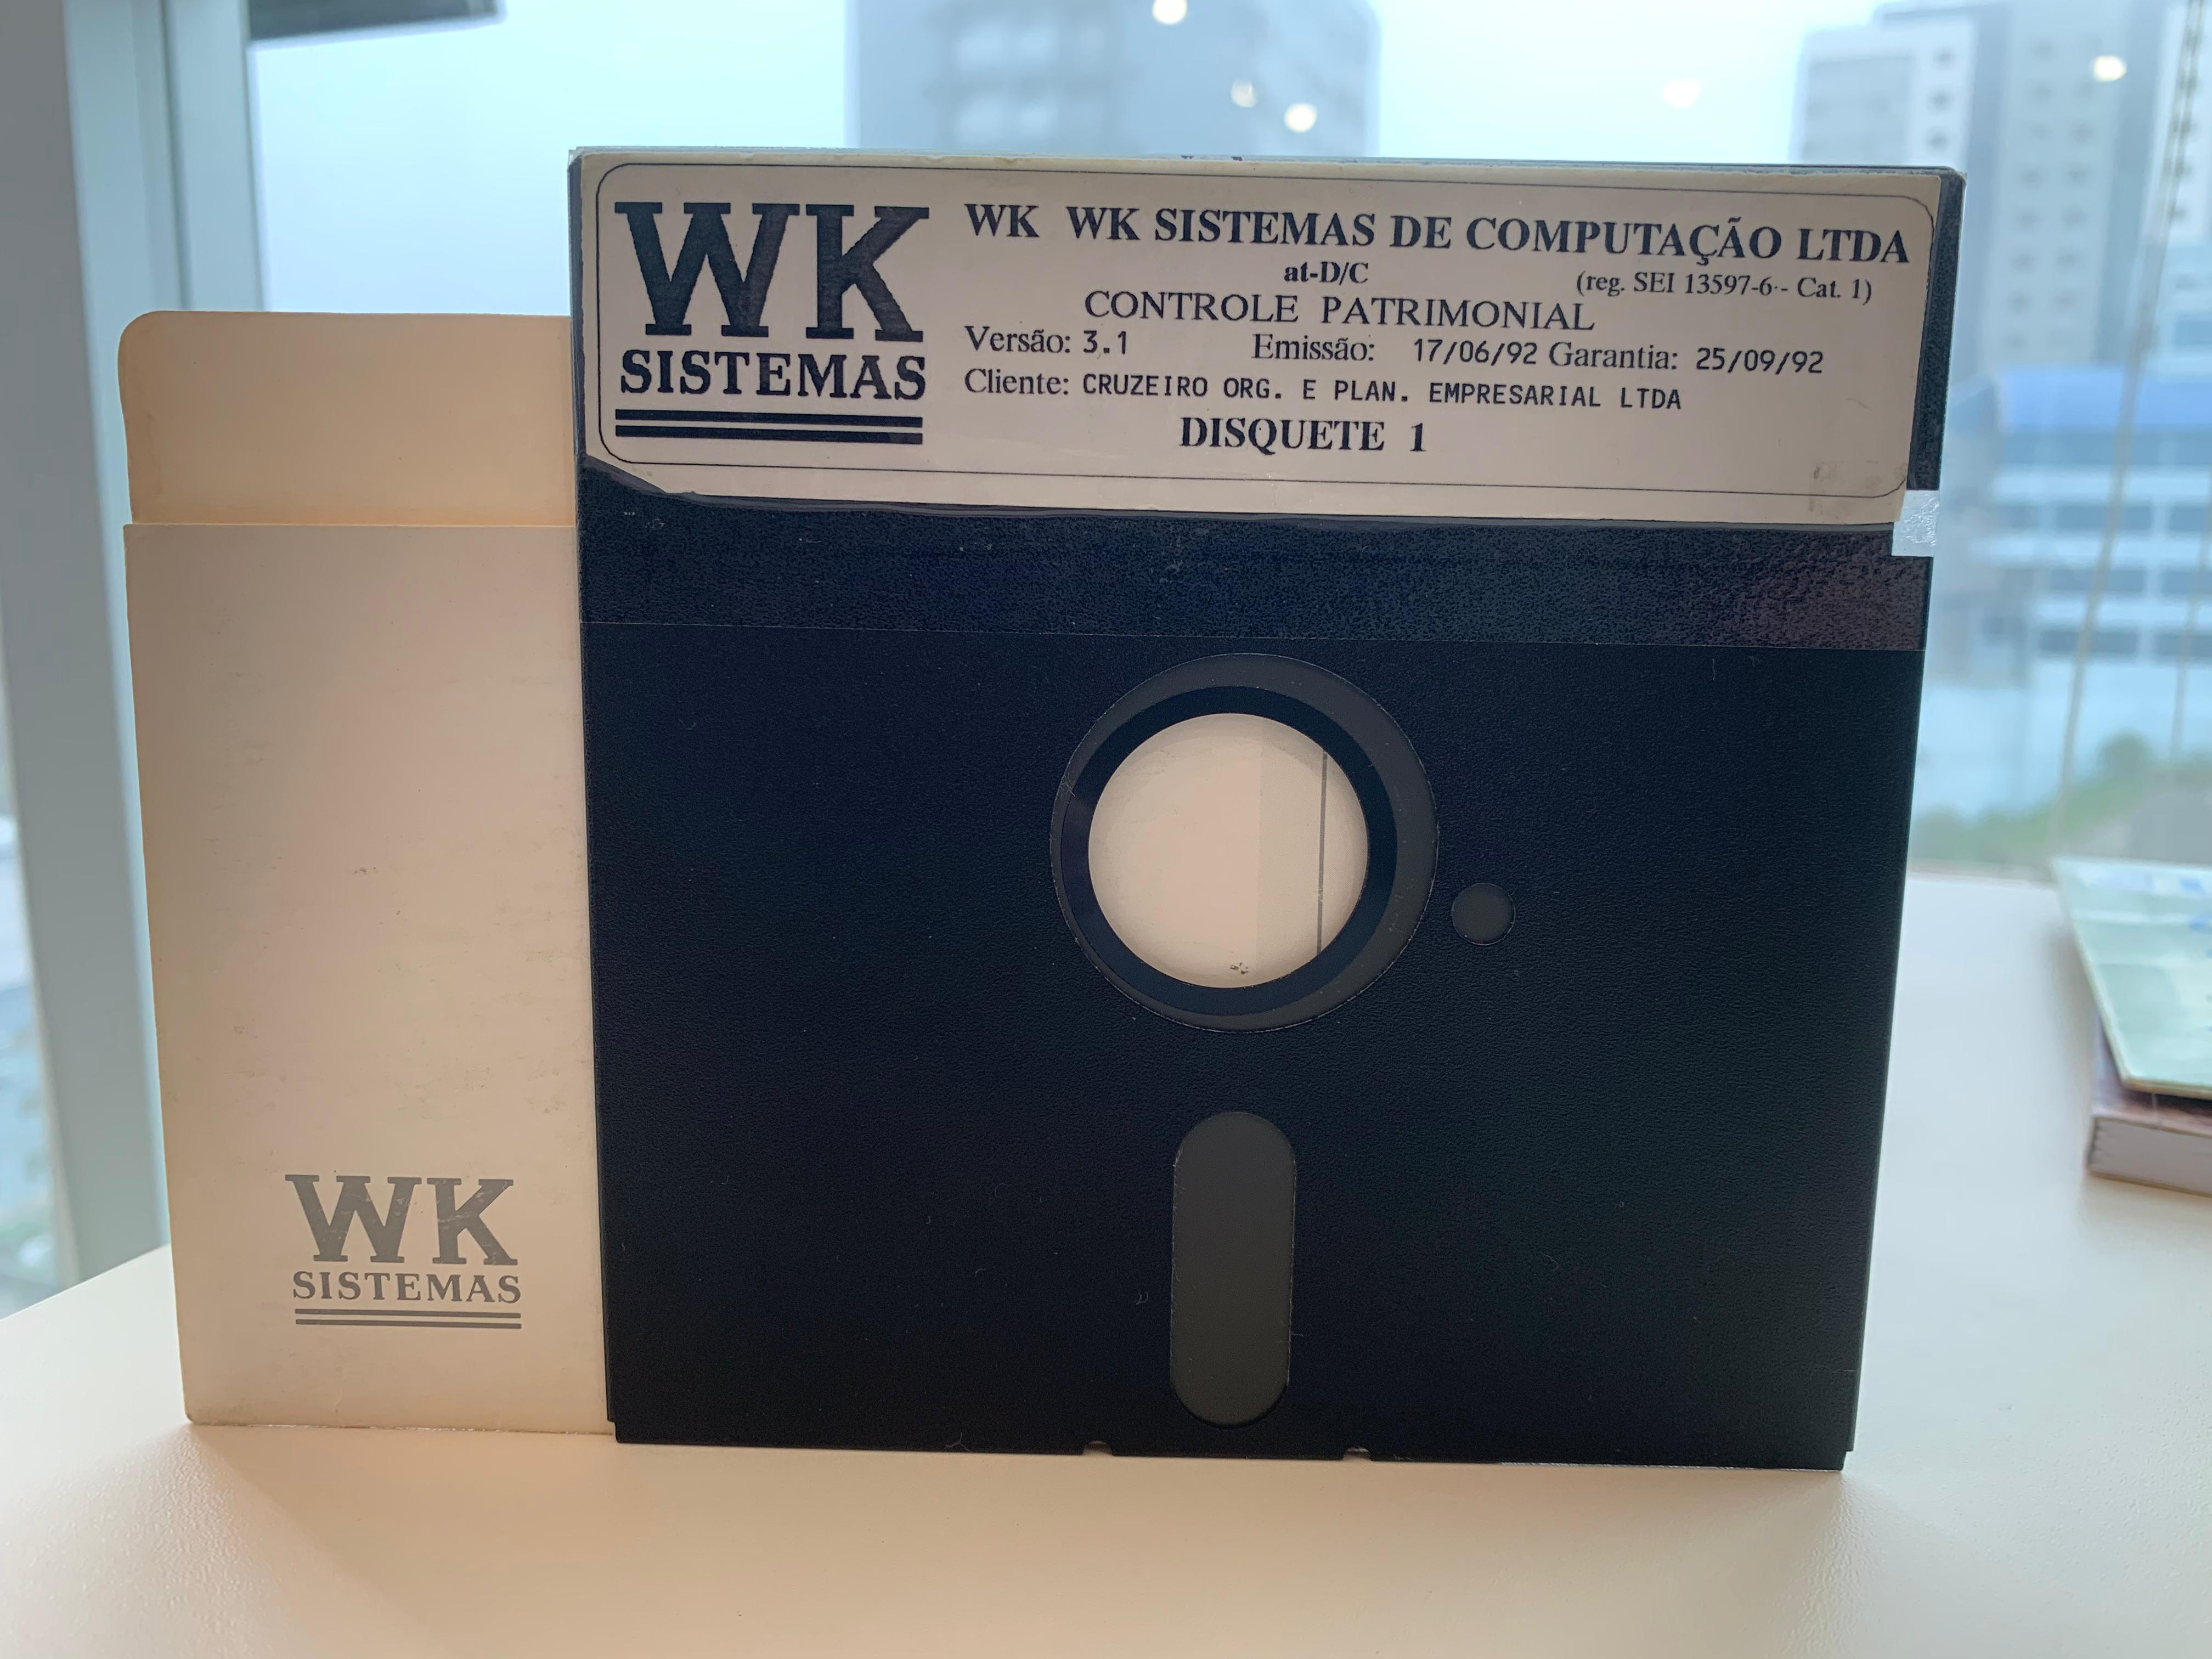 WK
SISTEMAS
WK WK SISTEMAS DE COMPUTAÇÃO LTDA
at-D/C (reg. SEI 13597-6-- Cat. 1)
CONTROLE PATRIMONIAL
Versão: 3.1 Emissão: 17/06/92 Garantia: 25/09/92
Cliente: CRUZEIRO ORG. E PLAN. EMPRESARIAL LTDA
DISQUETE 1
WK
SISTEMAS